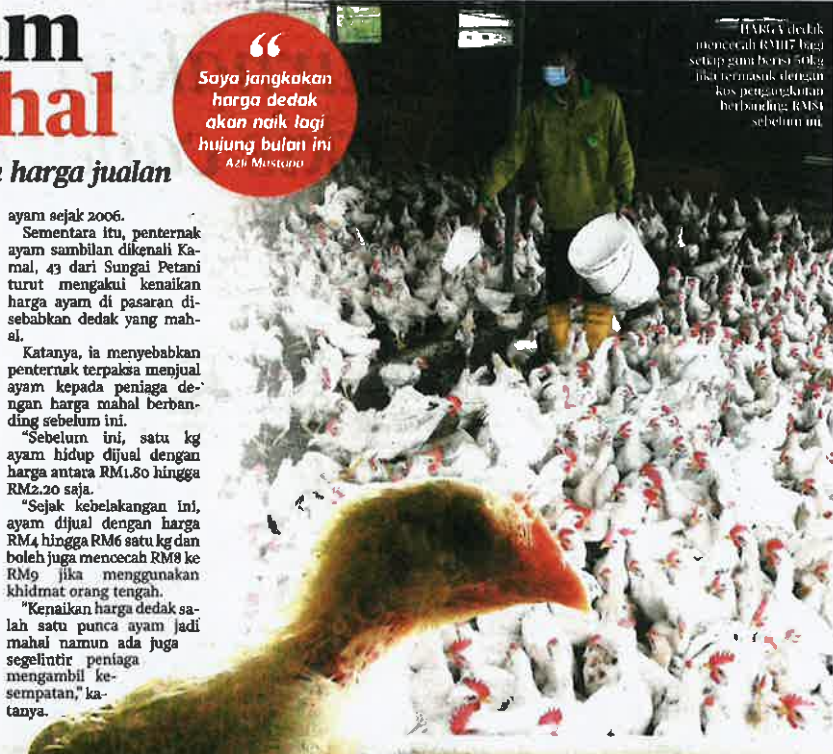 am
hal
harga jualan
ayam sejak 2006.
Sementara itu, penternak
ayam sambilan dikenali Ka-
mal, 43 dari Sungai Petani
turut mengakui kenaikan
harga ayam di pasaran di-
sebabkan dedak yang mah-
al.
Katanya, ia menyebabkan
penternak terpaksa menjual
ayam kepada peniaga de-
ngan harga mahal berban-
ding sebelum ini.
"Sebelum ini, satu kg
ayam hidup dijual dengan
harga antara RM1.80 hingga
RM2.20 saja.
"Sejak kebelakangan ini,
ayam dijual dengan harga
RM4 hingga RM6 satu kg dan
boleh juga mencecah RM8 ke
RM9 jika menggunakan
khidmat orang tengah.
"Kenaikan harga dedak sa-
lah satu punca ayam jadi
mahal namun ada juga
segelintir peniaga
mengambil ke-
sempatan," ka-
tanya.
“
Saya jangkakan
harga dedak
akan naik lagi
hujung bulan ini
Azli Mustapa
HARGA dedak
mencecah RM117 bagi
setiap guni berisi 50kg
jika termasuk dengan
kos pengangkutan
berbanding RM84
sebelum ini.